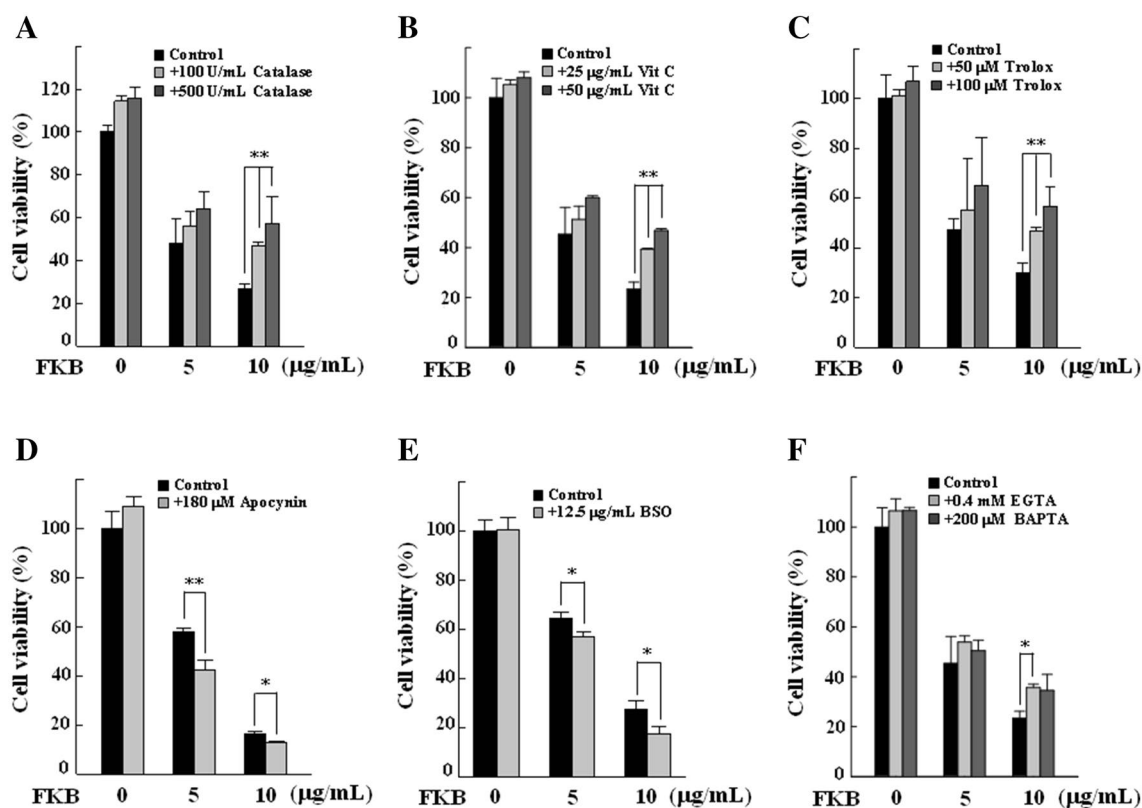 A
Control
+100 U/mL Catalase
+500 U/mL Catalase
Cell viability (%)
120
100
80
60
40
20
0
FKB 0 5 10 (μg/mL)
**
B
Control
+25 μg/mL Vit C
+50 μg/mL Vit C
Cell viability (%)
100
80
60
40
20
0
FKB 0 5 10 (μg/mL)
**
C
Control
+50 μM Trolox
+100 μM Trolox
Cell viability (%)
100
80
60
40
20
0
FKB 0 5 10 (μg/mL)
**
D
Control
+180 μM Apocynin
Cell viability (%)
100
80
60
40
20
0
FKB 0 5 10 (μg/mL)
**
*
E
Control
+12.5 μg/mL BSO
Cell viability (%)
100
80
60
40
20
0
FKB 0 5 10 (μg/mL)
*
*
F
Control
+0.4 mM EGTA
+200 μM BAPTA
Cell viability (%)
100
80
60
40
20
0
FKB 0 5 10 (μg/mL)
*